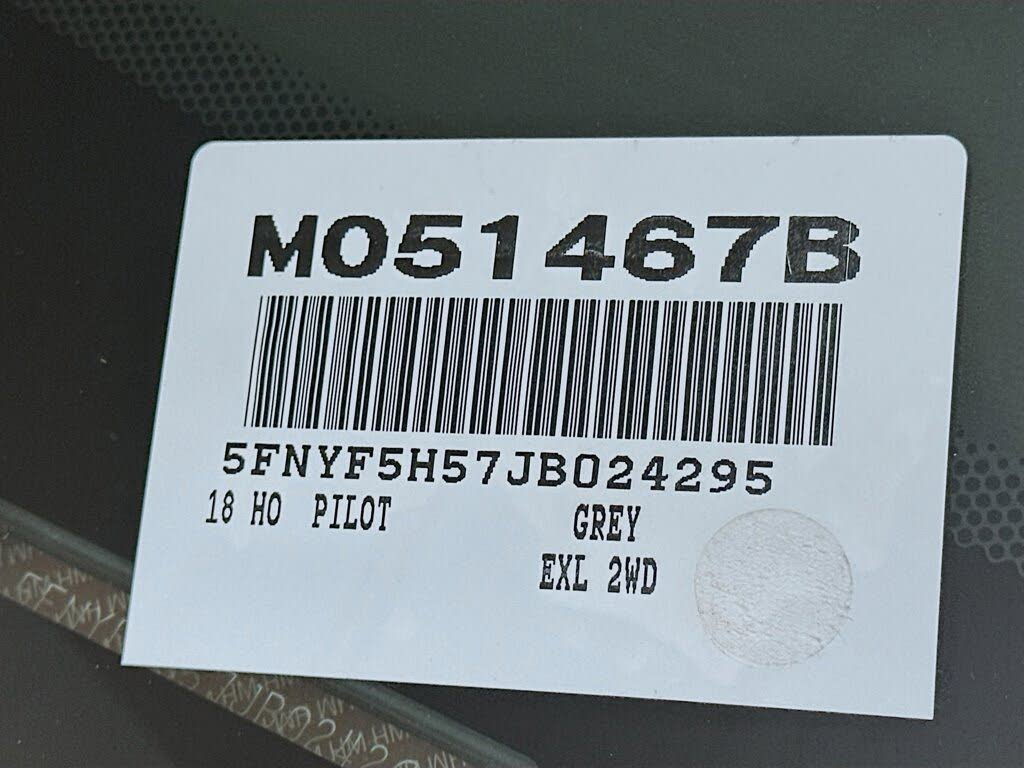 M051467B
5FNYF5H57JB024295
18 HO PILOT GREY
EXL 2WD